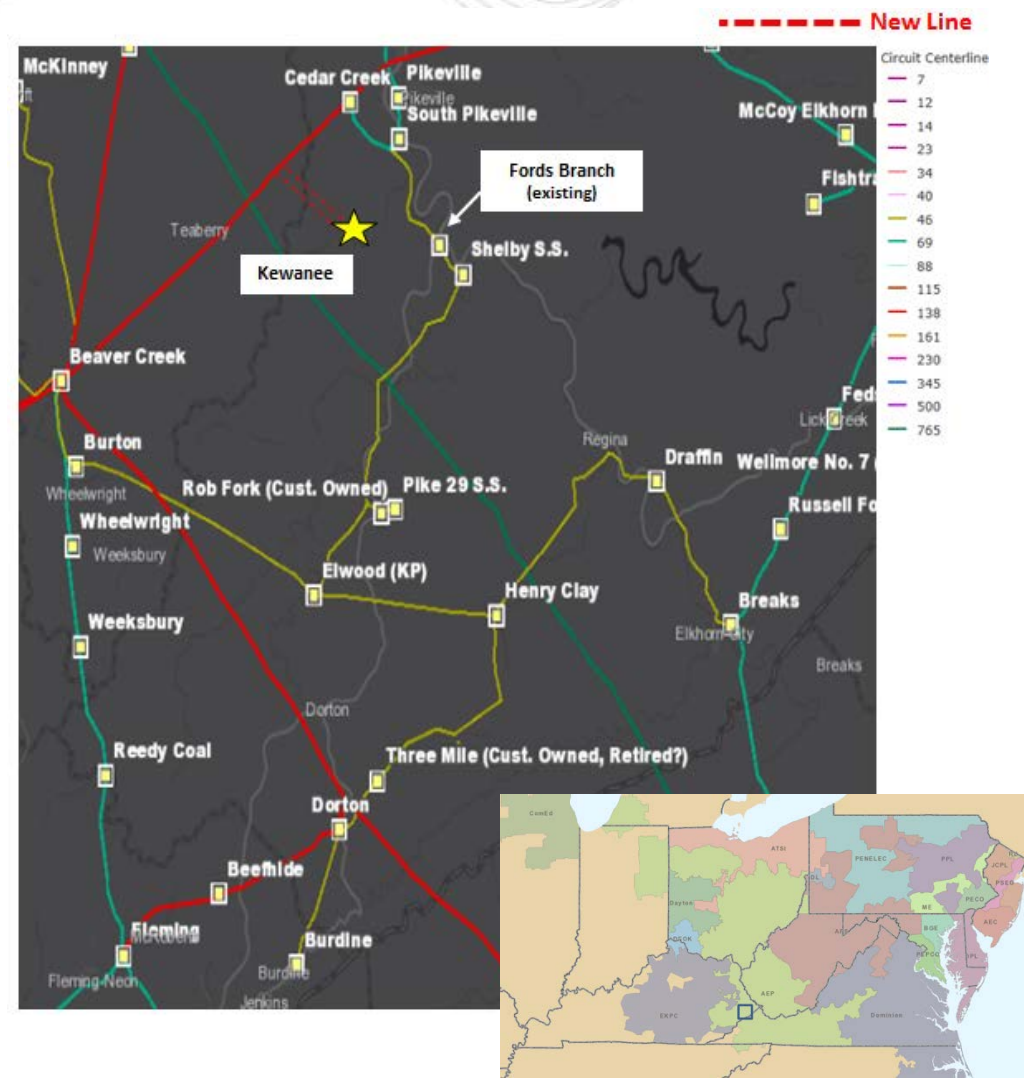 New Line
Circuit Centerline
7
12
14
23
34
40
46
69
88
115
138
161
230
345
500
765
McKinney
Cedar Creek
Pikeville
Pikeville
South Pikeville
McCoy Elkhorn
Fords Branch
(existing)
Fishtra
Teaberry
Shelby S.S.
Kewanee
Beaver Creek
Feds
Lick Creek
Burton
Regina
Draffin
Wellmore No. 7 (
Wheelwright
Rob Fork (Cust. Owned)
Pike 29 S.S.
Russell Fo
Wheelwright
Weeksbury
Elwood (KP)
Henry Clay
Breaks
Elkhorn City
Weeksbury
Breaks
Dorton
Reedy Coal
Three Mile (Cust. Owned, Retired?)
Dorton
Beefhide
Fleming
Burdine
Fleming-Neon
Burdine
Jenkins
ComEd
ATSI
PENELEC
PPL
JCPL
Dayton
PSEG
ME
PECO
AEC
DEOK
BGE
PEPCO
DPL
AEP
EKPC
Dominion